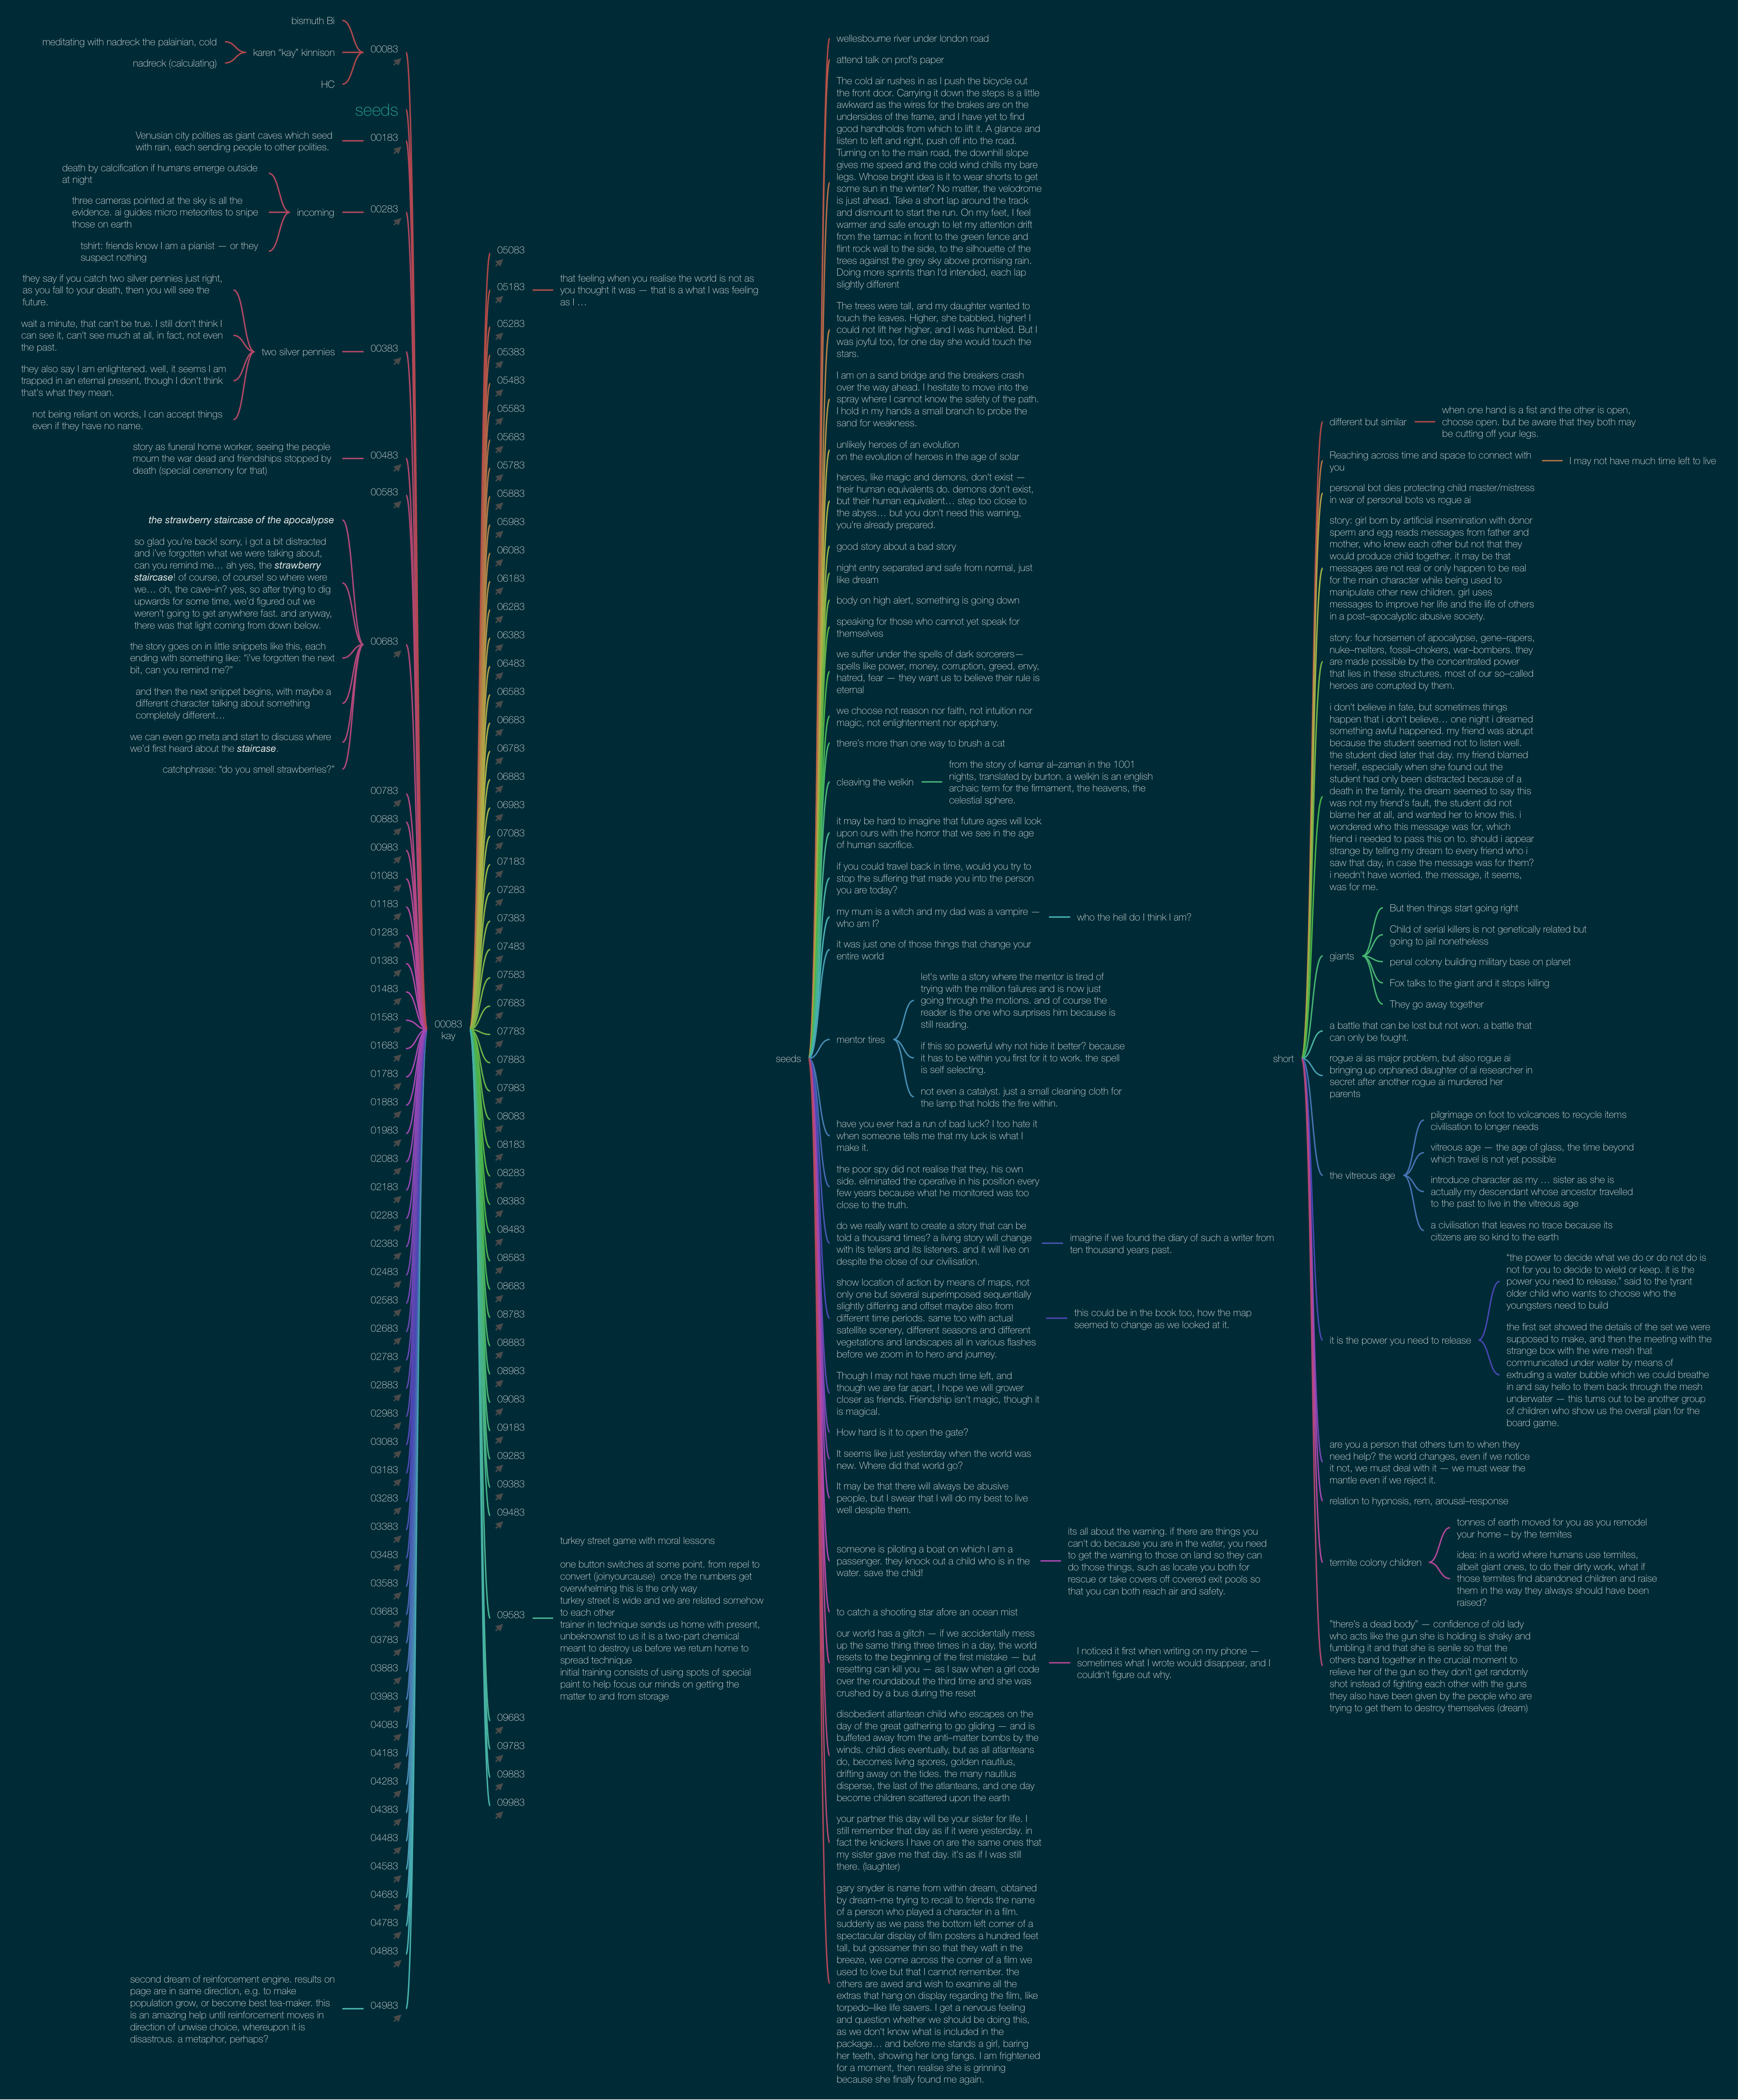 bismuth Bi
meditating with nadreck the palainian, cold
nadreck (calculating)
karen “kay” kinnison
HC
00083
seeds
Venusian city polities as giant caves which seed
with rain, each sending people to other polities.
00183
death by calcification if humans emerge outside
at night
three cameras pointed at the sky is all the
evidence. ai guides micro meteorites to snipe
those on earth
tshirt: friends know I am a pianist — or they
suspect nothing
incoming
00283
they say if you catch two silver pennies just right,
as you fall to your death, then you will see the
future.
wait a minute, that can't be true. I still don't think I
can see it, can't see much at all, in fact, not even
the past.
they also say I am enlightened. well, it seems I am
trapped in an eternal present, though I don't think
that's what they mean.
not being reliant on words, I can accept things
even if they have no name.
two silver pennies
00383
story as funeral home worker, seeing the people
mourn the war dead and friendships stopped by
death (special ceremony for that)
00483
00583
the strawberry staircase of the apocalypse
so glad you're back! sorry, i got a bit distracted
and i've forgotten what we were talking about,
can you remind me… ah yes, the strawberry
staircase! of course, of course! so where were
we… oh, the cave–in? yes, so after trying to dig
upwards for some time, we'd figured out we
weren't going to get anywhere fast. and anyway,
there was that light coming from down below.
the story goes on in little snippets like this, each
ending with something like: “i've forgotten the next
bit, can you remind me?”
and then the next snippet begins, with maybe a
different character talking about something
completely different…
we can even go meta and start to discuss where
we'd first heard about the staircase.
catchphrase: “do you smell strawberries?”
00683
00783
00883
00983
01083
01183
01283
01383
01483
01583
01683
01783
01883
01983
02083
02183
02283
02383
02483
02583
02683
02783
02883
02983
03083
03183
03283
03383
03483
03583
03683
03783
03883
03983
04083
04183
04283
04383
04483
04583
04683
04783
04883
second dream of reinforcement engine. results on
page are in same direction, e.g. to make
population grow, or become best tea-maker. this
is an amazing help until reinforcement moves in
direction of unwise choice, whereupon it is
disastrous. a metaphor, perhaps?
04983
00083
kay
05083
05183
that feeling when you realise the world is not as
you thought it was — that is a what I was feeling
as I …
05283
05383
05483
05583
05683
05783
05883
05983
06083
06183
06283
06383
06483
06583
06683
06783
06883
06983
07083
07183
07283
07383
07483
07583
07683
07783
07883
07983
08083
08183
08283
08383
08483
08583
08683
08783
08883
08983
09083
09183
09283
09383
09483
09583
turkey street game with moral lessons
one button switches at some point. from repel to
convert (joinyourcause)  once the numbers get
overwhelming this is the only way
turkey street is wide and we are related somehow
to each other
trainer in technique sends us home with present,
unbeknownst to us it is a two-part chemical
meant to destroy us before we return home to
spread technique
initial training consists of using spots of special
paint to help focus our minds on getting the
matter to and from storage
09683
09783
09883
09983
seeds
wellesbourne river under london road
attend talk on prof's paper
The cold air rushes in as I push the bicycle out
the front door. Carrying it down the steps is a little
awkward as the wires for the brakes are on the
undersides of the frame, and I have yet to find
good handholds from which to lift it. A glance and
listen to left and right, push off into the road.
Turning on to the main road, the downhill slope
gives me speed and the cold wind chills my bare
legs. Whose bright idea is it to wear shorts to get
some sun in the winter? No matter, the velodrome
is just ahead. Take a short lap around the track
and dismount to start the run. On my feet, I feel
warmer and safe enough to let my attention drift
from the tarmac in front to the green fence and
flint rock wall to the side, to the silhouette of the
trees against the grey sky above promising rain.
Doing more sprints than I'd intended, each lap
slightly different
The trees were tall, and my daughter wanted to
touch the leaves. Higher, she babbled, higher! I
could not lift her higher, and I was humbled. But I
was joyful too, for one day she would touch the
stars.
I am on a sand bridge and the breakers crash
over the way ahead. I hesitate to move into the
spray where I cannot know the safety of the path.
I hold in my hands a small branch to probe the
sand for weakness.
unlikely heroes of an evolution
on the evolution of heroes in the age of solar
heroes, like magic and demons, don't exist —
their human equivalents do. demons don't exist,
but their human equivalent… step too close to
the abyss… but you don't need this warning,
you're already prepared.
good story about a bad story
night entry separated and safe from normal, just
like dream
body on high alert, something is going down
speaking for those who cannot yet speak for
themselves
we suffer under the spells of dark sorcerers—
spells like power, money, corruption, greed, envy,
hatred, fear — they want us to believe their rule is
eternal
we choose not reason nor faith, not intuition nor
magic, not enlightenment nor epiphany.
there's more than one way to brush a cat
cleaving the welkin
from the story of kamar al–zaman in the 1001
nights, translated by burton. a welkin is an english
archaic term for the firmament, the heavens, the
celestial sphere.
it may be hard to imagine that future ages will look
upon ours with the horror that we see in the age
of human sacrifice.
if you could travel back in time, would you try to
stop the suffering that made you into the person
you are today?
my mum is a witch and my dad was a vampire —
who am I?
who the hell do I think I am?
it was just one of those things that change your
entire world
mentor tires
let's write a story where the mentor is tired of
trying with the million failures and is now just
going through the motions. and of course the
reader is the one who surprises him because is
still reading.
if this so powerful why not hide it better? because
it has to be within you first for it to work. the spell
is self selecting.
not even a catalyst. just a small cleaning cloth for
the lamp that holds the fire within.
have you ever had a run of bad luck? I too hate it
when someone tells me that my luck is what I
make it.
the poor spy did not realise that they, his own
side. eliminated the operative in his position every
few years because what he monitored was too
close to the truth.
do we really want to create a story that can be
told a thousand times? a living story will change
with its tellers and its listeners. and it will live on
despite the close of our civilisation.
imagine if we found the diary of such a writer from
ten thousand years past.
show location of action by means of maps, not
only one but several superimposed sequentially
slightly differing and offset maybe also from
different time periods. same too with actual
satellite scenery, different seasons and different
vegetations and landscapes all in various flashes
before we zoom in to hero and journey.
this could be in the book too, how the map
seemed to change as we looked at it.
Though I may not have much time left, and
though we are far apart, I hope we will grower
closer as friends. Friendship isn't magic, though it
is magical.
How hard is it to open the gate?
It seems like just yesterday when the world was
new. Where did that world go?
It may be that there will always be abusive
people, but I swear that I will do my best to live
well despite them.
someone is piloting a boat on which I am a
passenger. they knock out a child who is in the
water. save the child!
its all about the warning. if there are things you
can't do because you are in the water, you need
to get the warning to those on land so they can
do those things, such as locate you both for
rescue or take covers off covered exit pools so
that you can both reach air and safety.
to catch a shooting star afore an ocean mist
our world has a glitch — if we accidentally mess
up the same thing three times in a day, the world
resets to the beginning of the first mistake — but
resetting can kill you — as I saw when a girl code
over the roundabout the third time and she was
crushed by a bus during the reset
I noticed it first when writing on my phone —
sometimes what I wrote would disappear, and I
couldn't figure out why.
disobedient atlantean child who escapes on the
day of the great gathering to go gliding — and is
buffeted away from the anti–matter bombs by the
winds. child dies eventually, but as all atlanteans
do, becomes living spores, golden nautilus,
drifting away on the tides. the many nautilus
disperse, the last of the atlanteans, and one day
become children scattered upon the earth
your partner this day will be your sister for life. I
still remember that day as if it were yesterday. in
fact the knickers I have on are the same ones that
my sister gave me that day. it's as if I was still
there. (laughter)
gary snyder is name from within dream, obtained
by dream–me trying to recall to friends the name
of a person who played a character in a film.
suddenly as we pass the bottom left corner of a
spectacular display of film posters a hundred feet
tall, but gossamer thin so that they waft in the
breeze, we come across the corner of a film we
used to love but that I cannot remember. the
others are awed and wish to examine all the
extras that hang on display regarding the film, like
torpedo–like life savers. I get a nervous feeling
and question whether we should be doing this,
as we don't know what is included in the
package… and before me stands a girl, baring
her teeth, showing her long fangs. I am frightened
for a moment, then realise she is grinning
because she finally found me again.
short
different but similar
when one hand is a fist and the other is open,
choose open. but be aware that they both may
be cutting off your legs.
Reaching across time and space to connect with
you
I may not have much time left to live
personal bot dies protecting child master/mistress
in war of personal bots vs rogue ai
story: girl born by artificial insemination with donor
sperm and egg reads messages from father and
mother, who knew each other but not that they
would produce child together. it may be that
messages are not real or only happen to be real
for the main character while being used to
manipulate other new children. girl uses
messages to improve her life and the life of others
in a post–apocalyptic abusive society.
story: four horsemen of apocalypse, gene–rapers,
nuke–melters, fossil–chokers, war–bombers. they
are made possible by the concentrated power
that lies in these structures. most of our so–called
heroes are corrupted by them.
i don't believe in fate, but sometimes things
happen that i don't believe… one night i dreamed
something awful happened. my friend was abrupt
because the student seemed not to listen well.
the student died later that day. my friend blamed
herself, especially when she found out the
student had only been distracted because of a
death in the family. the dream seemed to say this
was not my friend's fault, the student did not
blame her at all, and wanted her to know this. i
wondered who this message was for, which
friend i needed to pass this on to. should i appear
strange by telling my dream to every friend who i
saw that day, in case the message was for them?
i needn't have worried. the message, it seems,
was for me.
giants
But then things start going right
Child of serial killers is not genetically related but
going to jail nonetheless
penal colony building military base on planet
Fox talks to the giant and it stops killing
They go away together
a battle that can be lost but not won. a battle that
can only be fought.
rogue ai as major problem, but also rogue ai
bringing up orphaned daughter of ai researcher in
secret after another rogue ai murdered her
parents
the vitreous age
pilgrimage on foot to volcanoes to recycle items
civilisation to longer needs
vitreous age — the age of glass, the time beyond
which travel is not yet possible
introduce character as my … sister as she is
actually my descendant whose ancestor travelled
to the past to live in the vitreous age
a civilisation that leaves no trace because its
citizens are so kind to the earth
it is the power you need to release
“the power to decide what we do or do not do is
not for you to decide to wield or keep. it is the
power you need to release.” said to the tyrant
older child who wants to choose who the
youngsters need to build
the first set showed the details of the set we were
supposed to make, and then the meeting with the
strange box with the wire mesh that
communicated under water by means of
extruding a water bubble which we could breathe
in and say hello to them back through the mesh
underwater — this turns out to be another group
of children who show us the overall plan for the
board game.
are you a person that others turn to when they
need help? the world changes, even if we notice
it not, we must deal with it — we must wear the
mantle even if we reject it.
relation to hypnosis, rem, arousal–response
termite colony children
tonnes of earth moved for you as you remodel
your home – by the termites
idea: in a world where humans use termites,
albeit giant ones, to do their dirty work, what if
those termites find abandoned children and raise
them in the way they always should have been
raised?
"there's a dead body" — confidence of old lady
who acts like the gun she is holding is shaky and
fumbling it and that she is senile so that the
others band together in the crucial moment to
relieve her of the gun so they don't get randomly
shot instead of fighting each other with the guns
they also have been given by the people who are
trying to get them to destroy themselves (dream)